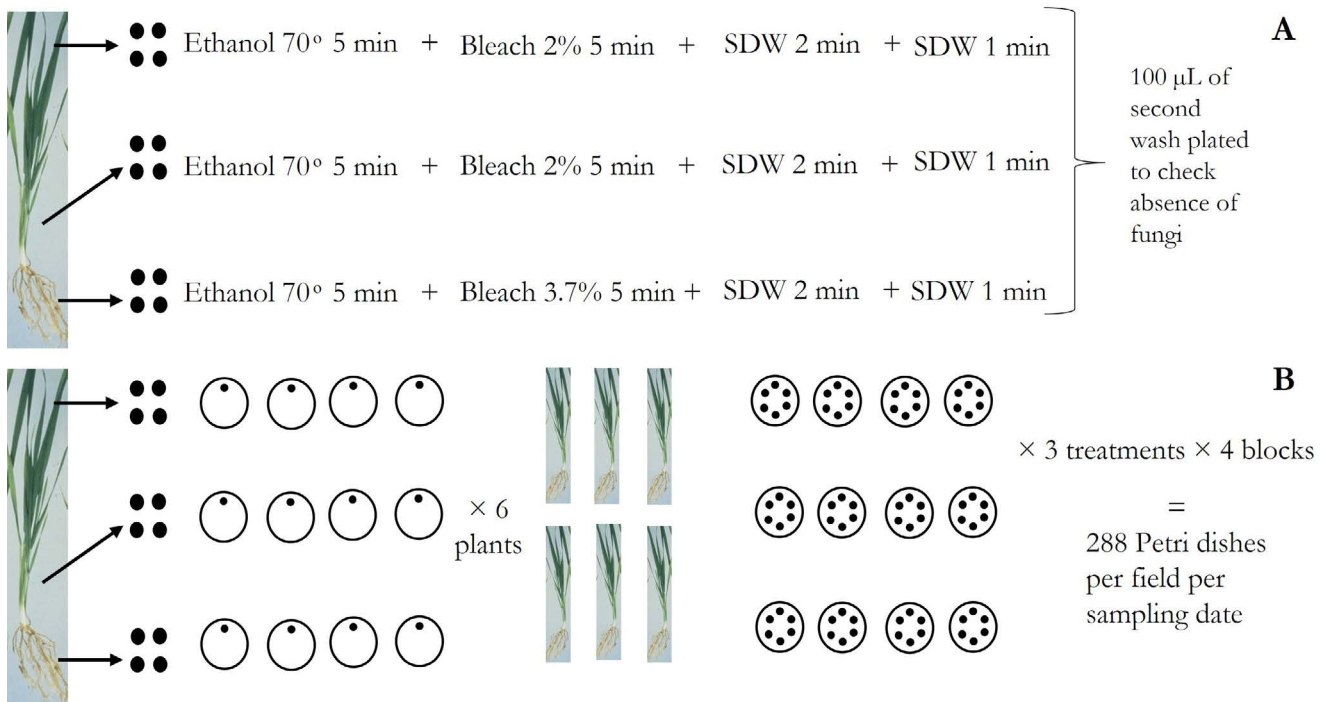 A
Ethanol 70º 5 min + Bleach 2% 5 min + SDW 2 min + SDW 1 min
Ethanol 70º 5 min + Bleach 2% 5 min + SDW 2 min + SDW 1 min
Ethanol 70º 5 min + Bleach 3.7% 5 min + SDW 2 min + SDW 1 min
100 μL of
second
wash plated
to check
absence of
fungi
B
× 6
plants
× 3 treatments × 4 blocks
=
288 Petri dishes
per field per
sampling date